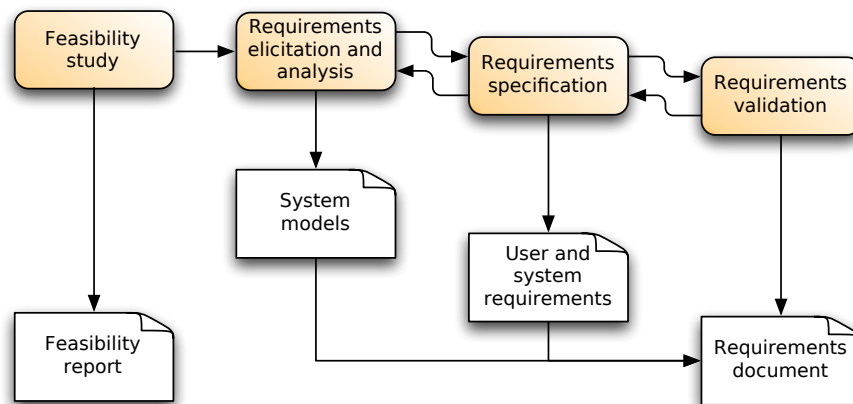 Feasibility
study
Requirements
elicitation and
analysis
Requirements
specification
Requirements
validation
System
models
User and
system
requirements
Feasibility
report
Requirements
document